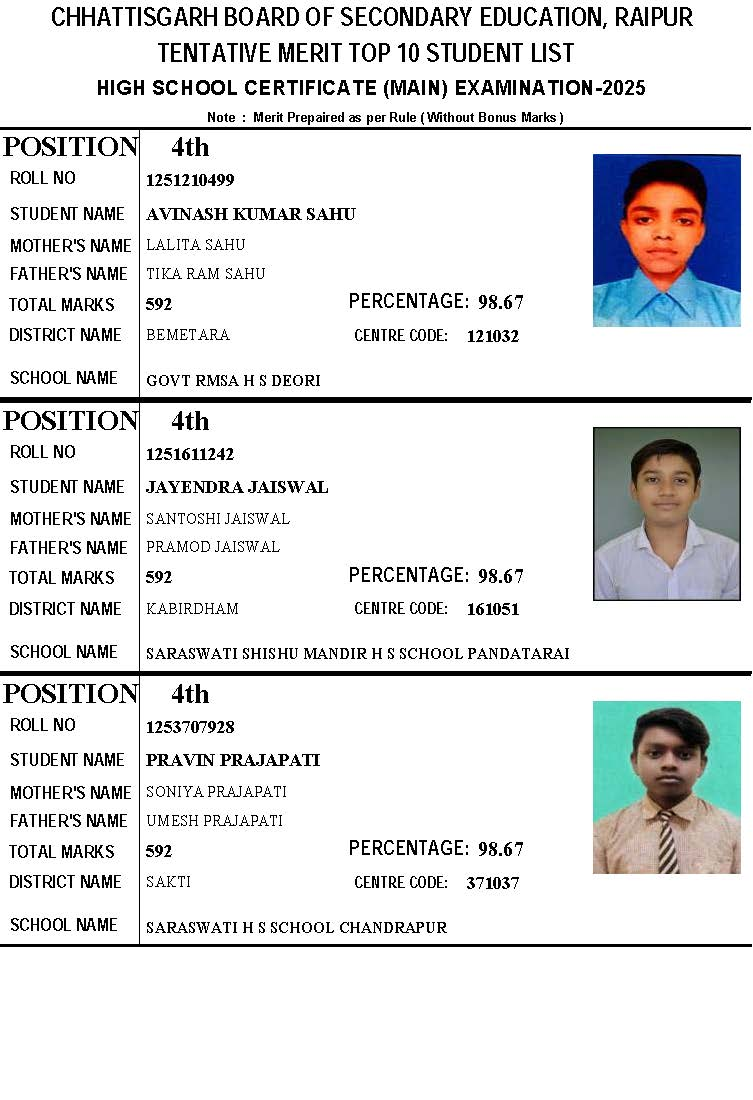 CHHATTISGARH BOARD OF SECONDARY EDUCATION, RAIPUR
TENTATIVE MERIT TOP 10 STUDENT LIST
HIGH SCHOOL CERTIFICATE (MAIN) EXAMINATION-2025
Note : Merit Prepaired as per Rule ( Without Bonus Marks )
POSITION 4th
ROLL NO 1251210499
STUDENT NAME AVINASH KUMAR SAHU
MOTHER'S NAME LALITA SAHU
FATHER'S NAME TIKA RAM SAHU
TOTAL MARKS 592 PERCENTAGE: 98.67
DISTRICT NAME BEMETARA CENTRE CODE: 121032
SCHOOL NAME GOVT RMSA H S DEORI
POSITION 4th
ROLL NO 1251611242
STUDENT NAME JAYENDRA JAISWAL
MOTHER'S NAME SANTOSHI JAISWAL
FATHER'S NAME PRAMOD JAISWAL
TOTAL MARKS 592 PERCENTAGE: 98.67
DISTRICT NAME KABIRDHAM CENTRE CODE: 161051
SCHOOL NAME SARASWATI SHISHU MANDIR H S SCHOOL PANDATARAI
POSITION 4th
ROLL NO 1253707928
STUDENT NAME PRAVIN PRAJAPATI
MOTHER'S NAME SONIYA PRAJAPATI
FATHER'S NAME UMESH PRAJAPATI
TOTAL MARKS 592 PERCENTAGE: 98.67
DISTRICT NAME SAKTI CENTRE CODE: 371037
SCHOOL NAME SARASWATI H S SCHOOL CHANDRAPUR